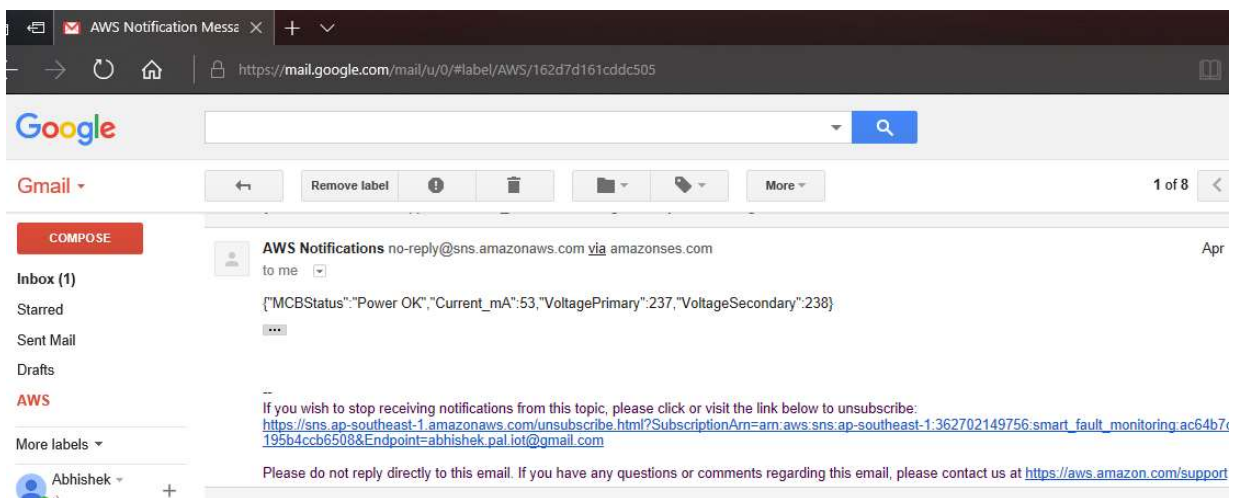 AWS Notification Messa
https://mail.google.com/mail/u/0/#label/AWS/162d7d161cddc505
Google
Gmail
Remove label
More
1 of 8
COMPOSE
Inbox (1)
Starred
Sent Mail
Drafts
AWS
More labels
Abhishek
AWS Notifications no-reply@sns.amazonaws.com via amazonses.com
Apr
to me
{"MCBStatus":"Power OK","Current_mA":53,"VoltagePrimary":237,"VoltageSecondary":238}
...
--
If you wish to stop receiving notifications from this topic, please click or visit the link below to unsubscribe:
https://sns.ap-southeast-1.amazonaws.com/unsubscribe.html?SubscriptionArn=arn:aws:sns:ap-southeast-1:362702149756:smart_fault_monitoring:ac64b7c
195b4ccb6508&Endpoint=abhishek.pal.iot@gmail.com
Please do not reply directly to this email. If you have any questions or comments regarding this email, please contact us at https://aws.amazon.com/support